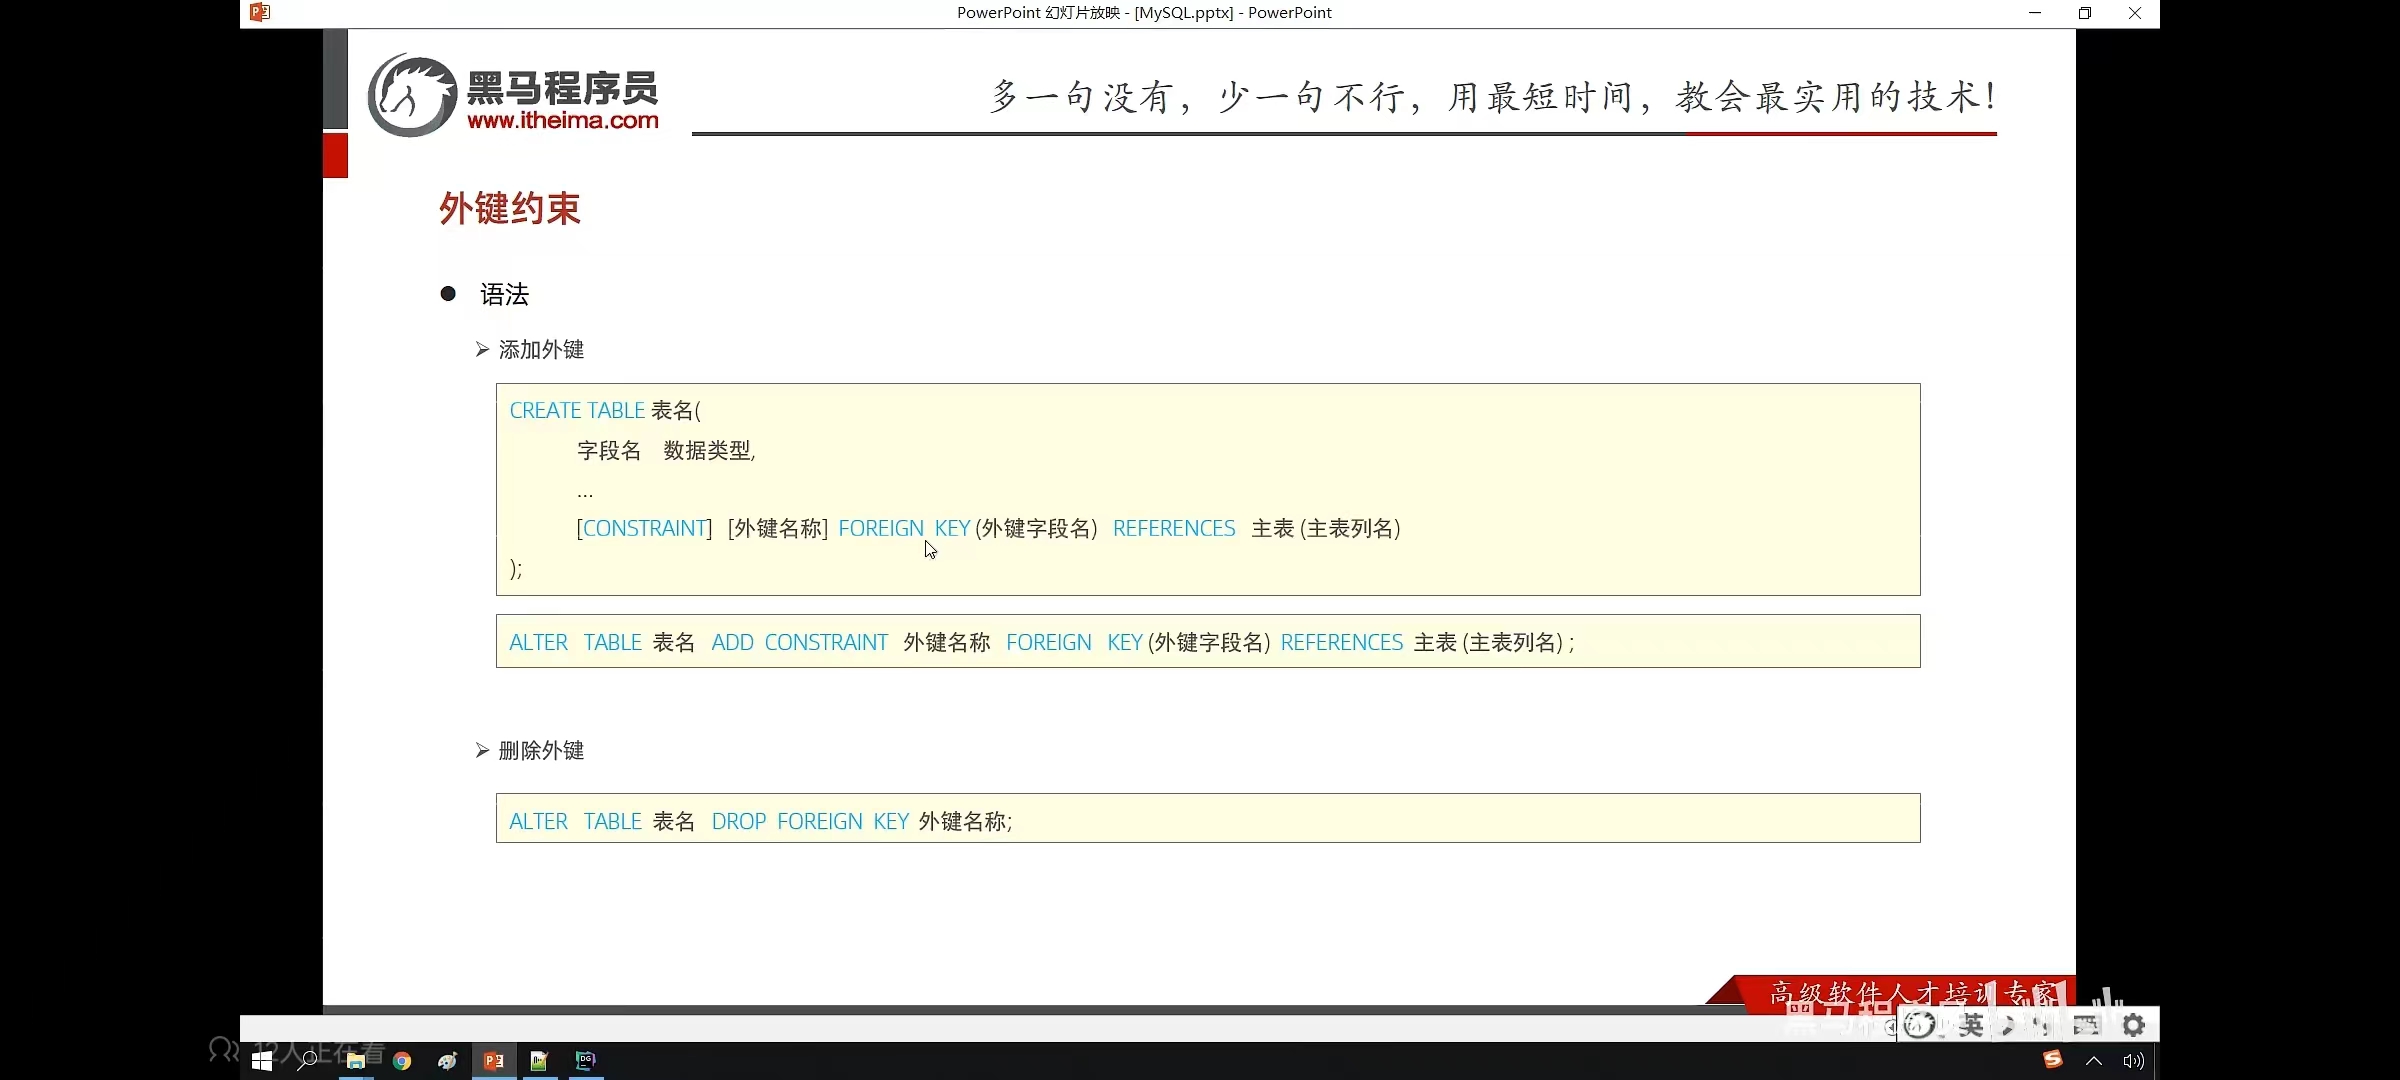 PowerPoint 幻灯片放映 - [MySQL.pptx] - PowerPoint
黑马程序员
www.itheima.com
多一句没有，少一句不行，用最短时间，教会最实用的技术！
外键约束
● 语法
➢ 添加外键
CREATE TABLE 表名(
字段名 数据类型,
...
[CONSTRAINT] [外键名称] FOREIGN KEY (外键字段名) REFERENCES 主表 (主表列名)
);
ALTER TABLE 表名 ADD CONSTRAINT 外键名称 FOREIGN KEY (外键字段名) REFERENCES 主表 (主表列名) ;
➢ 删除外键
ALTER TABLE 表名 DROP FOREIGN KEY 外键名称;
高级软件人才培训专家
黑马程序员
英
12人正在看